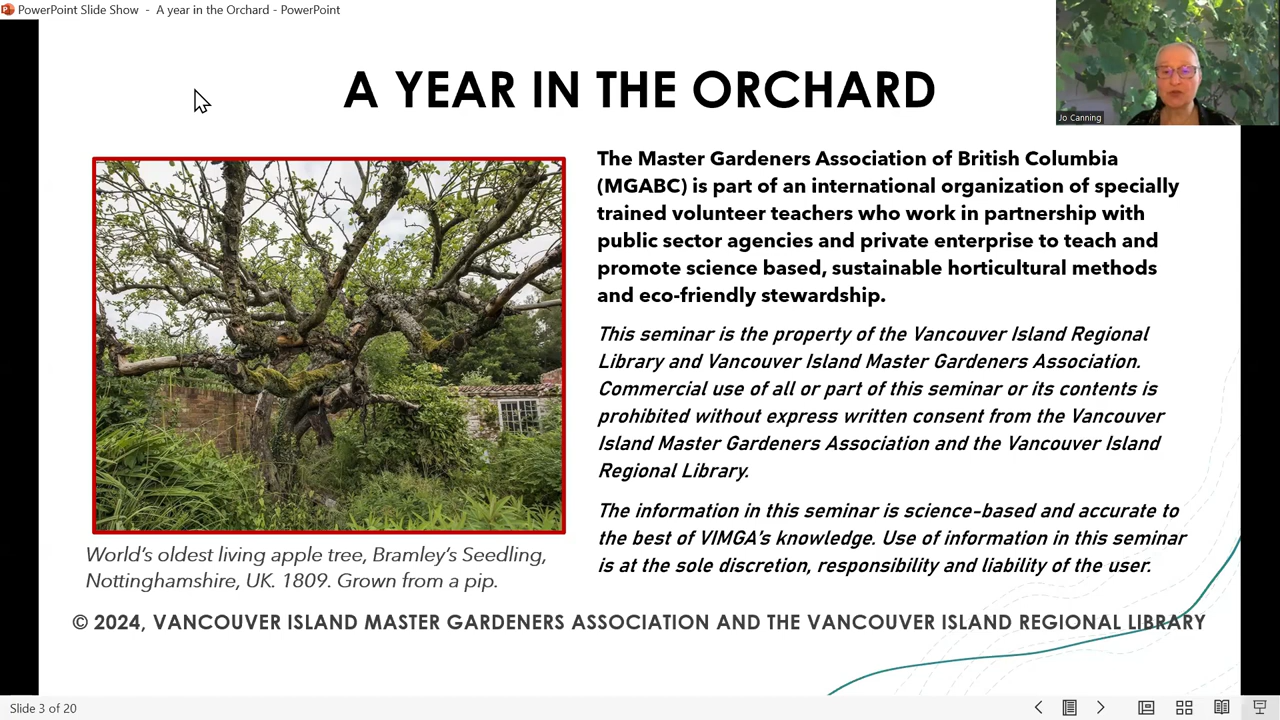 PowerPoint Slide Show - A year in the Orchard - PowerPoint
A YEAR IN THE ORCHARD
Jo Canning
The Master Gardeners Association of British Columbia
(MGABC) is part of an international organization of specially
trained volunteer teachers who work in partnership with
public sector agencies and private enterprise to teach and
promote science based, sustainable horticultural methods
and eco-friendly stewardship.
This seminar is the property of the Vancouver Island Regional
Library and Vancouver Island Master Gardeners Association.
Commercial use of all or part of this seminar or its contents is
prohibited without express written consent from the Vancouver
Island Master Gardeners Association and the Vancouver Island
Regional Library.
The information in this seminar is science-based and accurate to
the best of VIMGA's knowledge. Use of information in this seminar
is at the sole discretion, responsibility and liability of the user.
World's oldest living apple tree, Bramley's Seedling,
Nottinghamshire, UK. 1809. Grown from a pip.
© 2024, VANCOUVER ISLAND MASTER GARDENERS ASSOCIATION AND THE VANCOUVER ISLAND REGIONAL LIBRARY
Slide 3 of 20